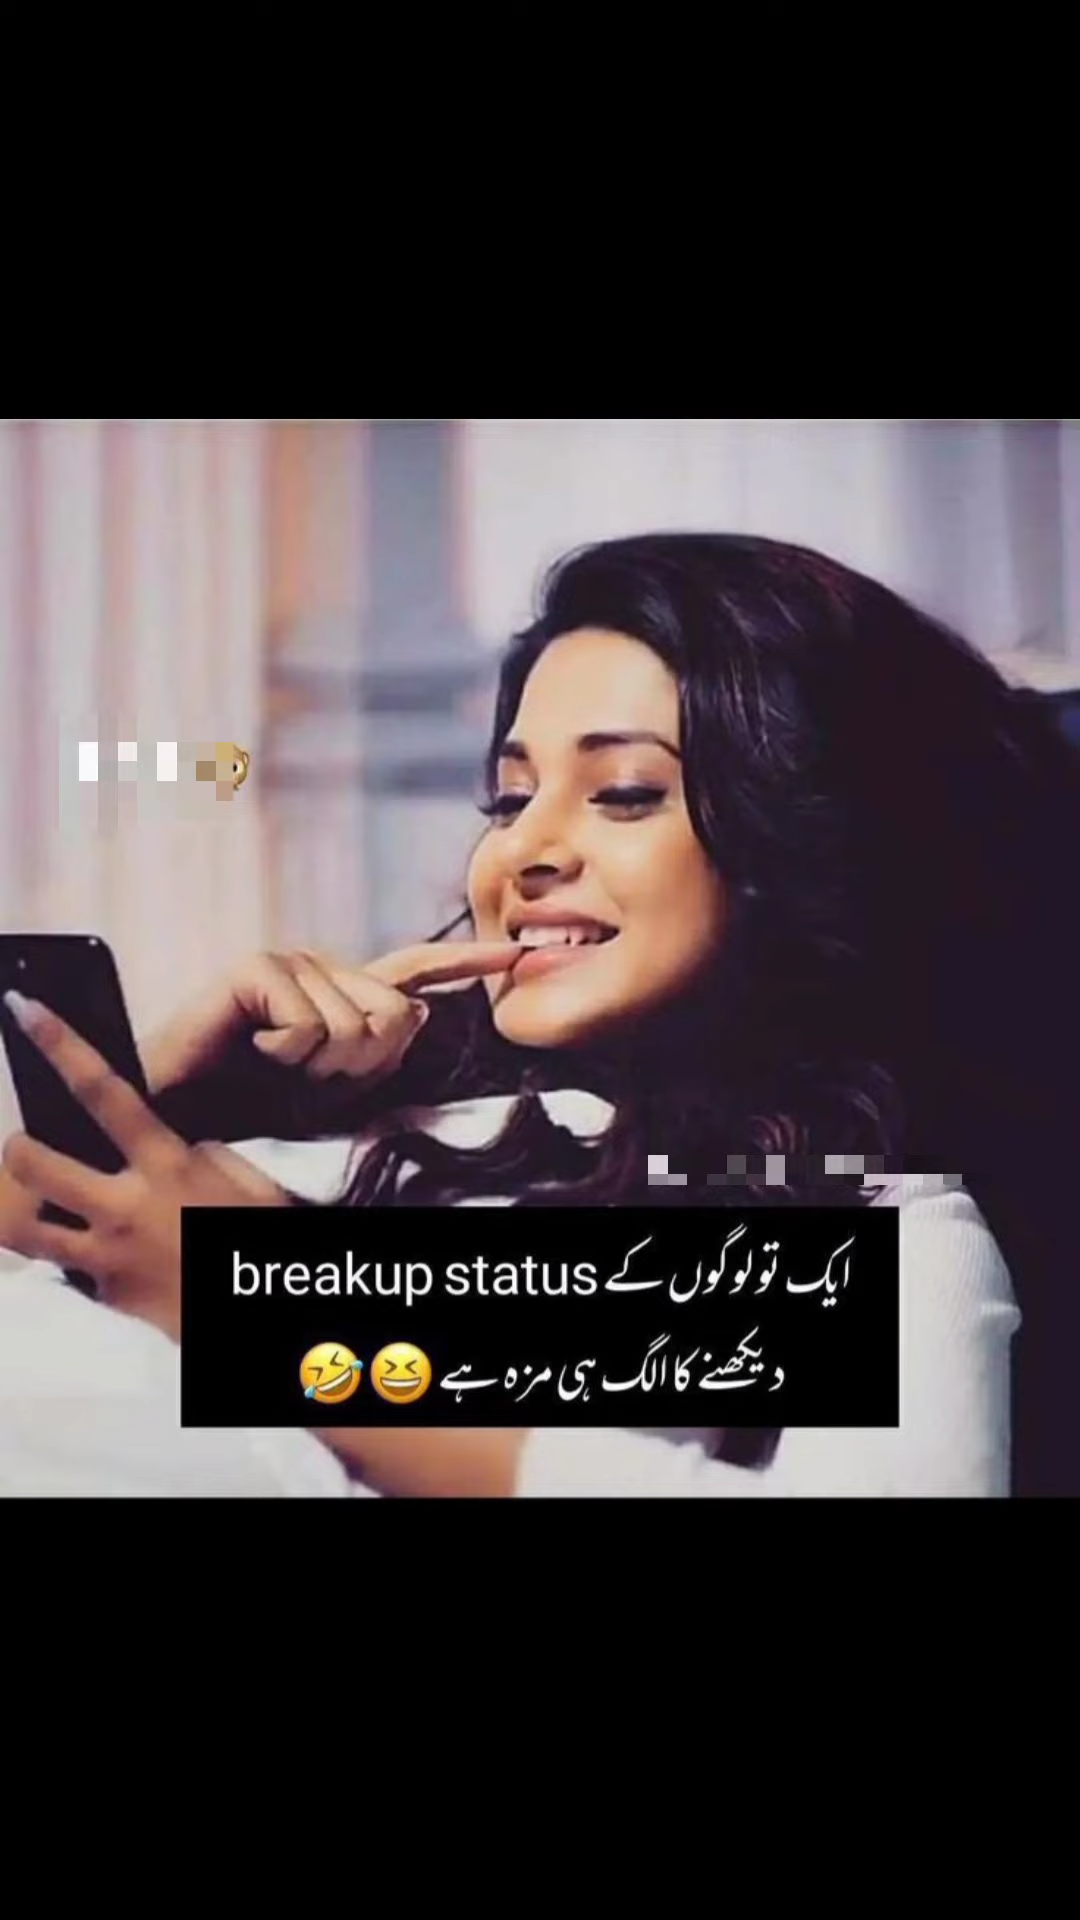 ایک تو لوگوں کے breakup status
دیکھنے کا الگ ہی مزہ ہے 😆🤣